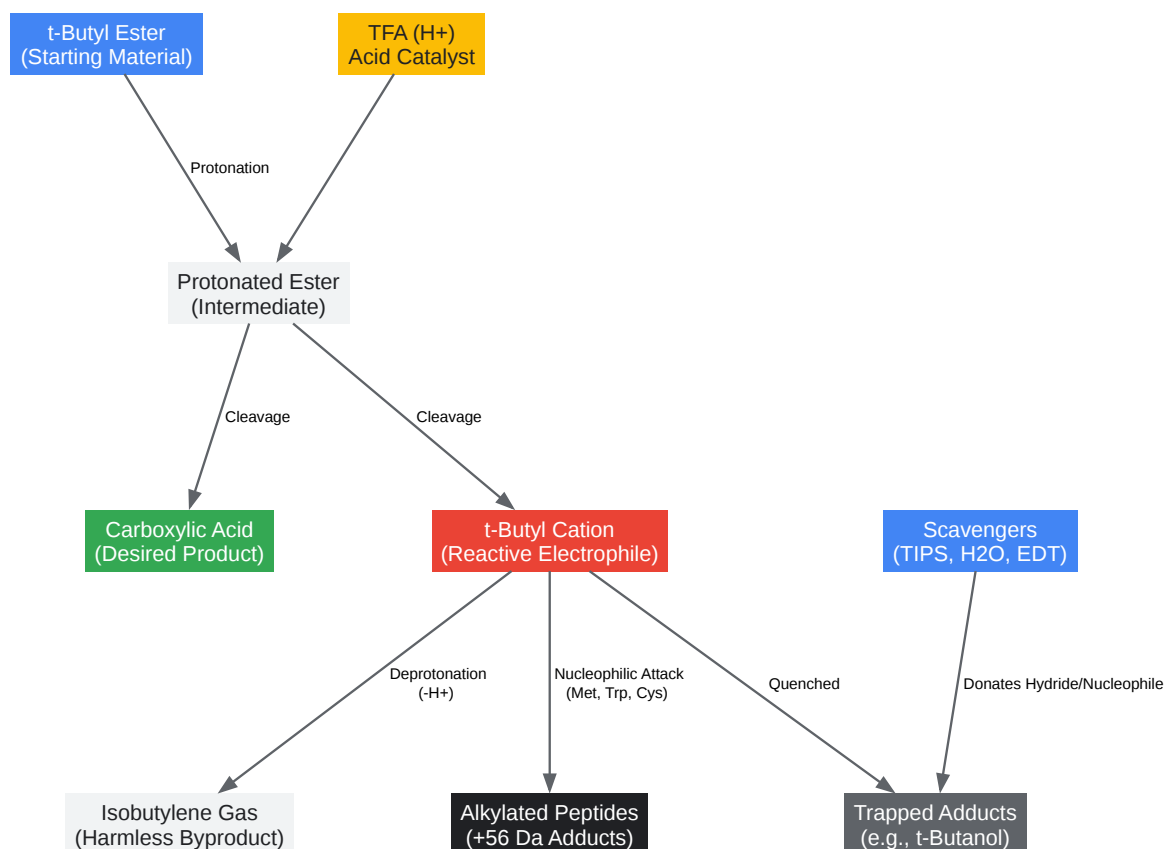 t-Butyl Ester
(Starting Material)
TFA (H+)
Acid Catalyst
Protonation
Protonated Ester
(Intermediate)
Cleavage
Cleavage
Carboxylic Acid
(Desired Product)
t-Butyl Cation
(Reactive Electrophile)
Scavengers
(TIPS, H2O, EDT)
Deprotonation
(-H+)
Nucleophilic Attack
(Met, Trp, Cys)
Quenched
Donates Hydride/Nucleophile
Isobutylene Gas
(Harmless Byproduct)
Alkylated Peptides
(+56 Da Adducts)
Trapped Adducts
(e.g., t-Butanol)